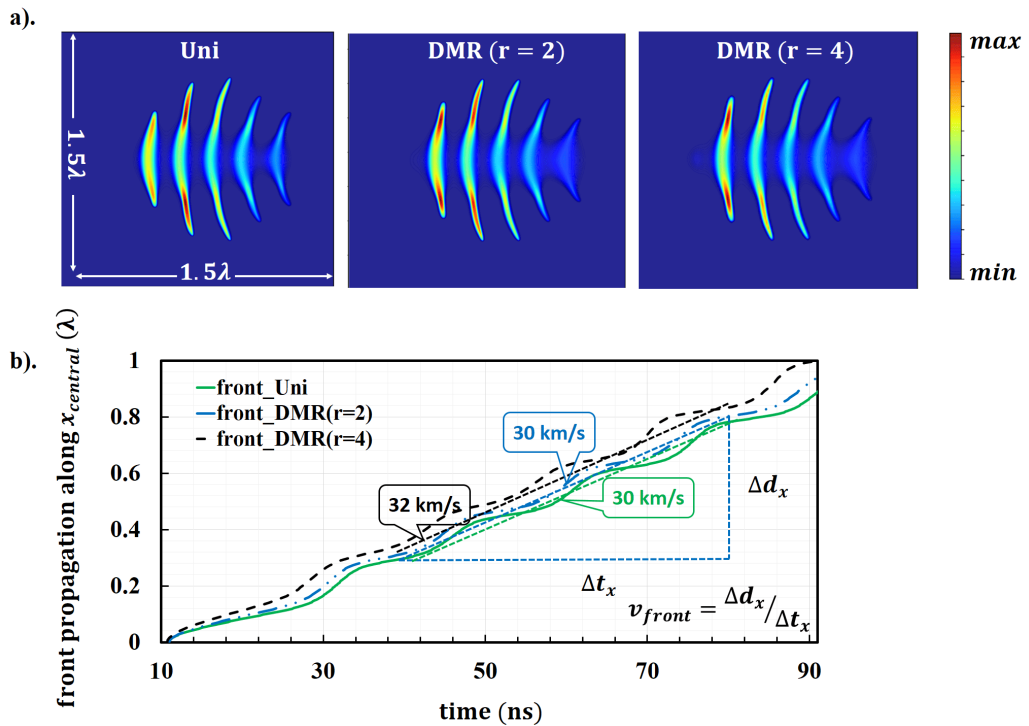 a).
Uni
DMR (r = 2)
DMR (r = 4)
max
min
1.5λ
1.5λ
b).
front propagation along x_central (λ)
1
0.8
0.6
0.4
0.2
0
front_Uni
front_DMR(r=2)
front_DMR(r=4)
30 km/s
32 km/s
30 km/s
Δd_x
Δt_x
v_front = Δd_x/Δt_x
10
30
50
70
90
time (ns)